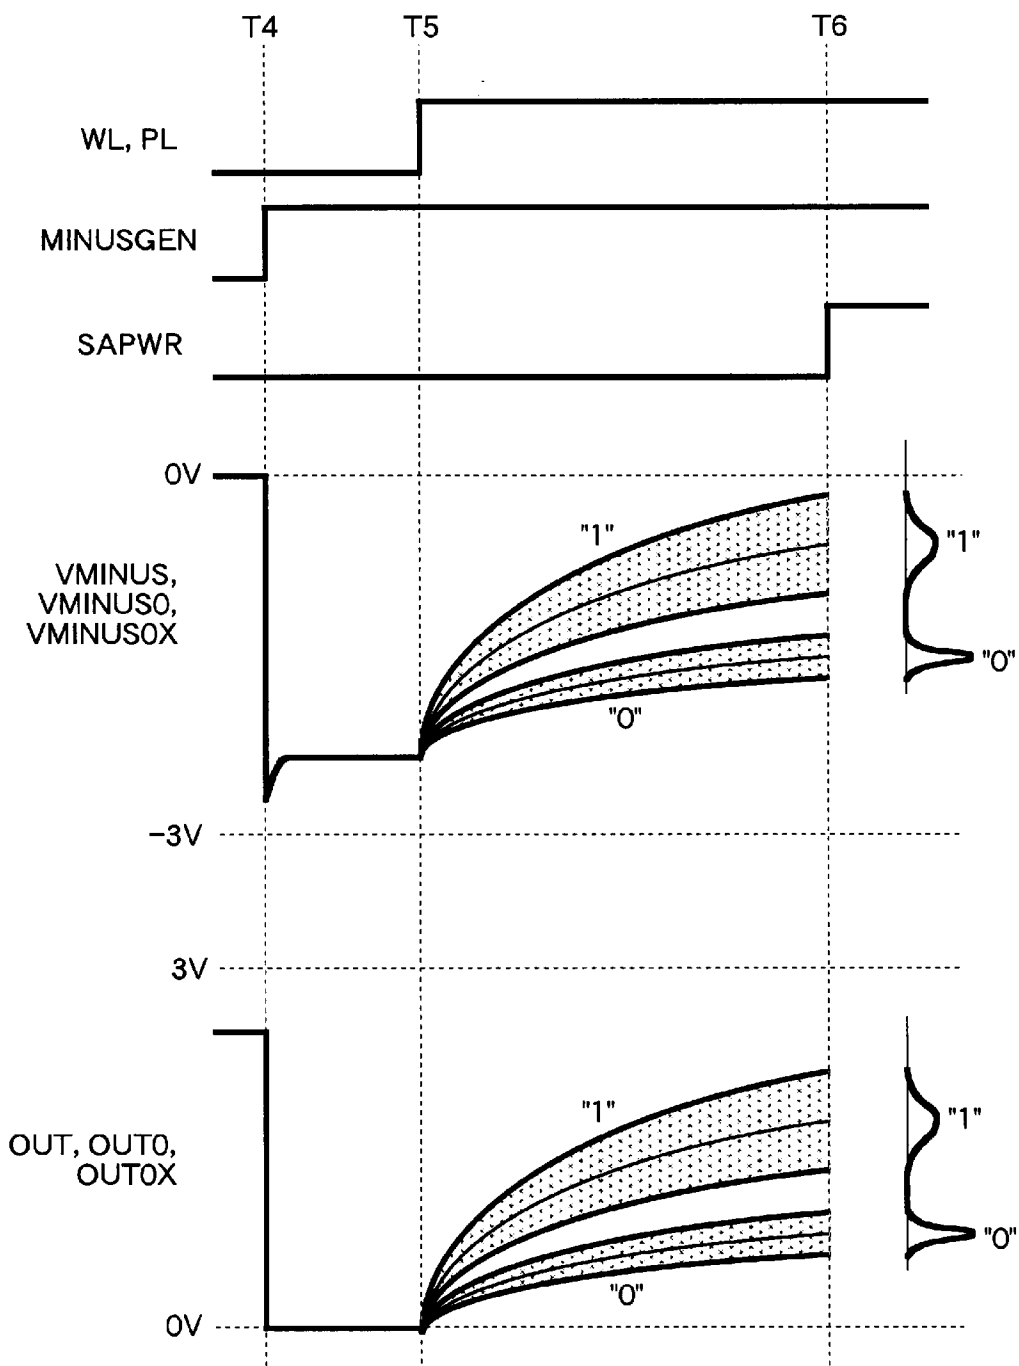 T4 T5 T6
WL, PL
MINUSGEN
SAPWR
0V
"1"
"1"
VMINUS,
VMINUS0,
VMINUS0X
"0"
"0"
-3V
3V
"1"
"1"
OUT, OUT0,
OUT0X
"0"
"0"
0V